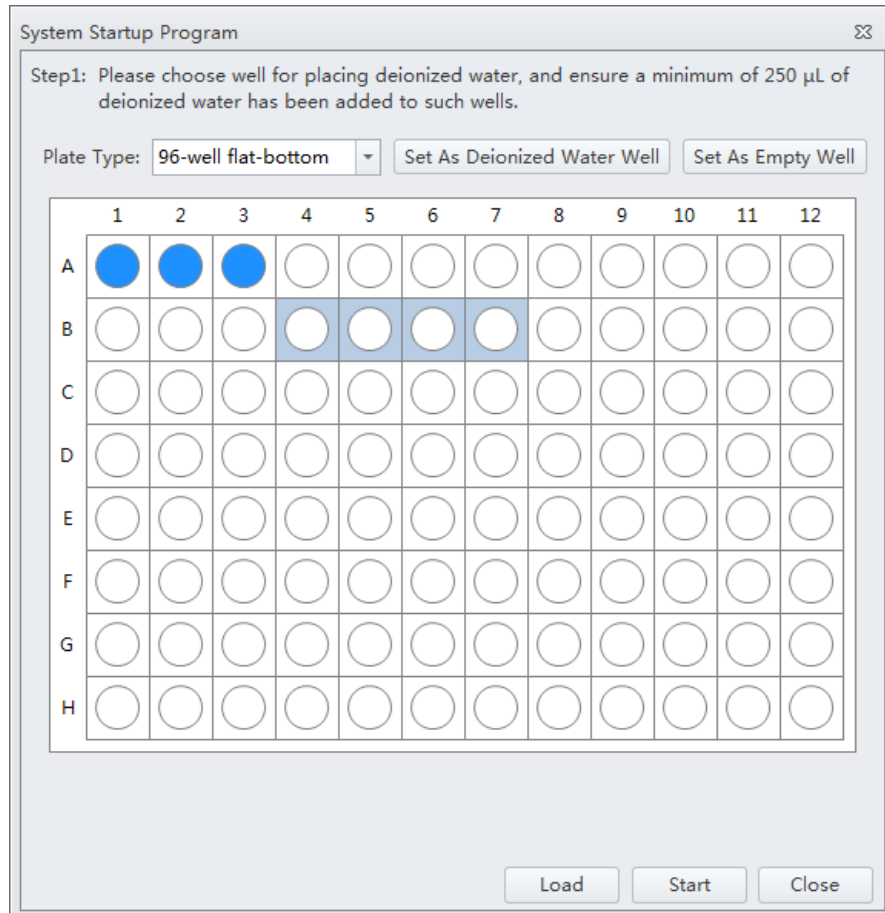 System Startup Program
Step1: Please choose well for placing deionized water, and ensure a minimum of 250 µL of
deionized water has been added to such wells.
Plate Type: 96-well flat-bottom Set As Deionized Water Well Set As Empty Well
1 2 3 4 5 6 7 8 9 10 11 12
A
B
C
D
E
F
G
H
Load Start Close